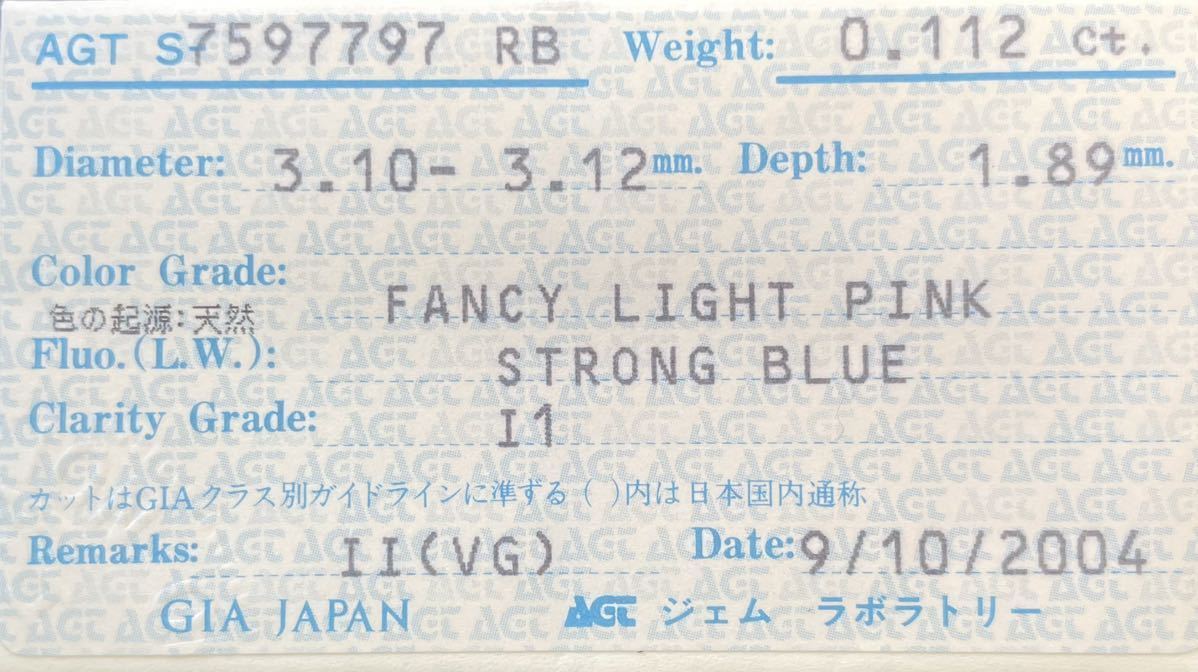 AGT S-7597797 RB Weight: 0.112 ct.
Diameter: 3.10- 3.12 mm. Depth: 1.89 mm.
Color Grade: FANCY LIGHT PINK
色の起源:天然
Fluo.(L.W.): STRONG BLUE
Clarity Grade: I1
カットはGIAクラス別ガイドラインに準ずる ( )内は日本国内通称
Remarks: II(VG) Date: 9/10/2004
GIA JAPAN AGT ジェム ラボラトリー